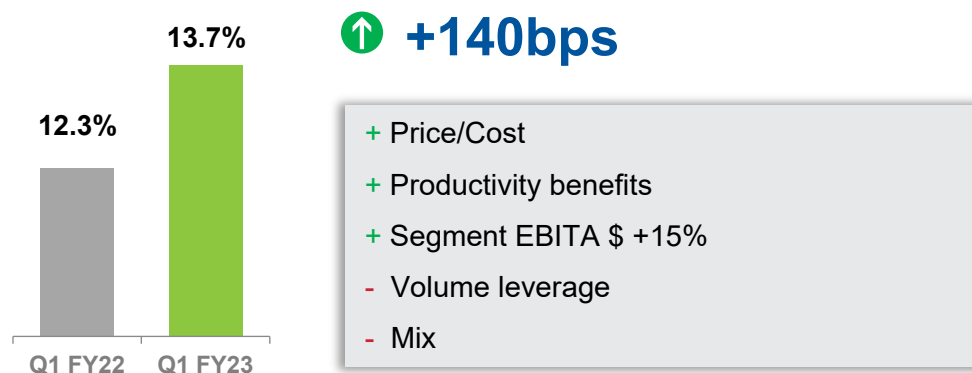 13.7%
12.3%
Q1 FY22
Q1 FY23
+140bps
+ Price/Cost
+ Productivity benefits
+ Segment EBITA $ +15%
- Volume leverage
- Mix